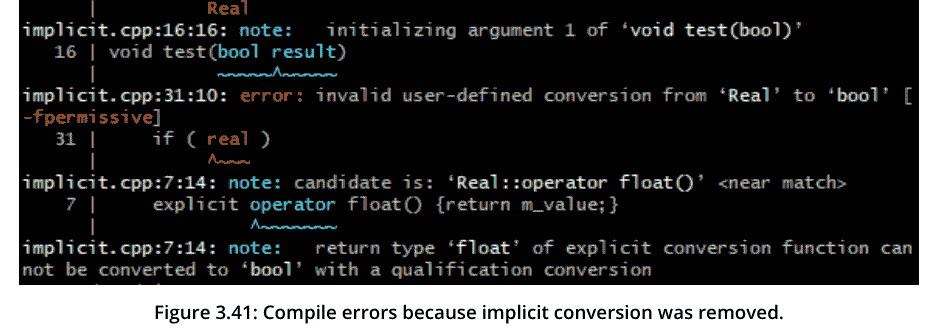 |             Real
implicit.cpp:16:16: note:   initializing argument 1 of ‘void test(bool)’
   16 | void test(bool result)
      |           ~~~~~^~~~~~
implicit.cpp:31:10: error: invalid user-defined conversion from ‘Real’ to ‘bool’ [
-fpermissive]
   31 |     if ( real )
      |          ^~~~
implicit.cpp:7:14: note: candidate is: ‘Real::operator float()’ <near match>
    7 |     explicit operator float() {return m_value;}
      |              ^~~~~~~~
implicit.cpp:7:14: note:   return type ‘float’ of explicit conversion function can
not be converted to ‘bool’ with a qualification conversion
Figure 3.41: Compile errors because implicit conversion was removed.